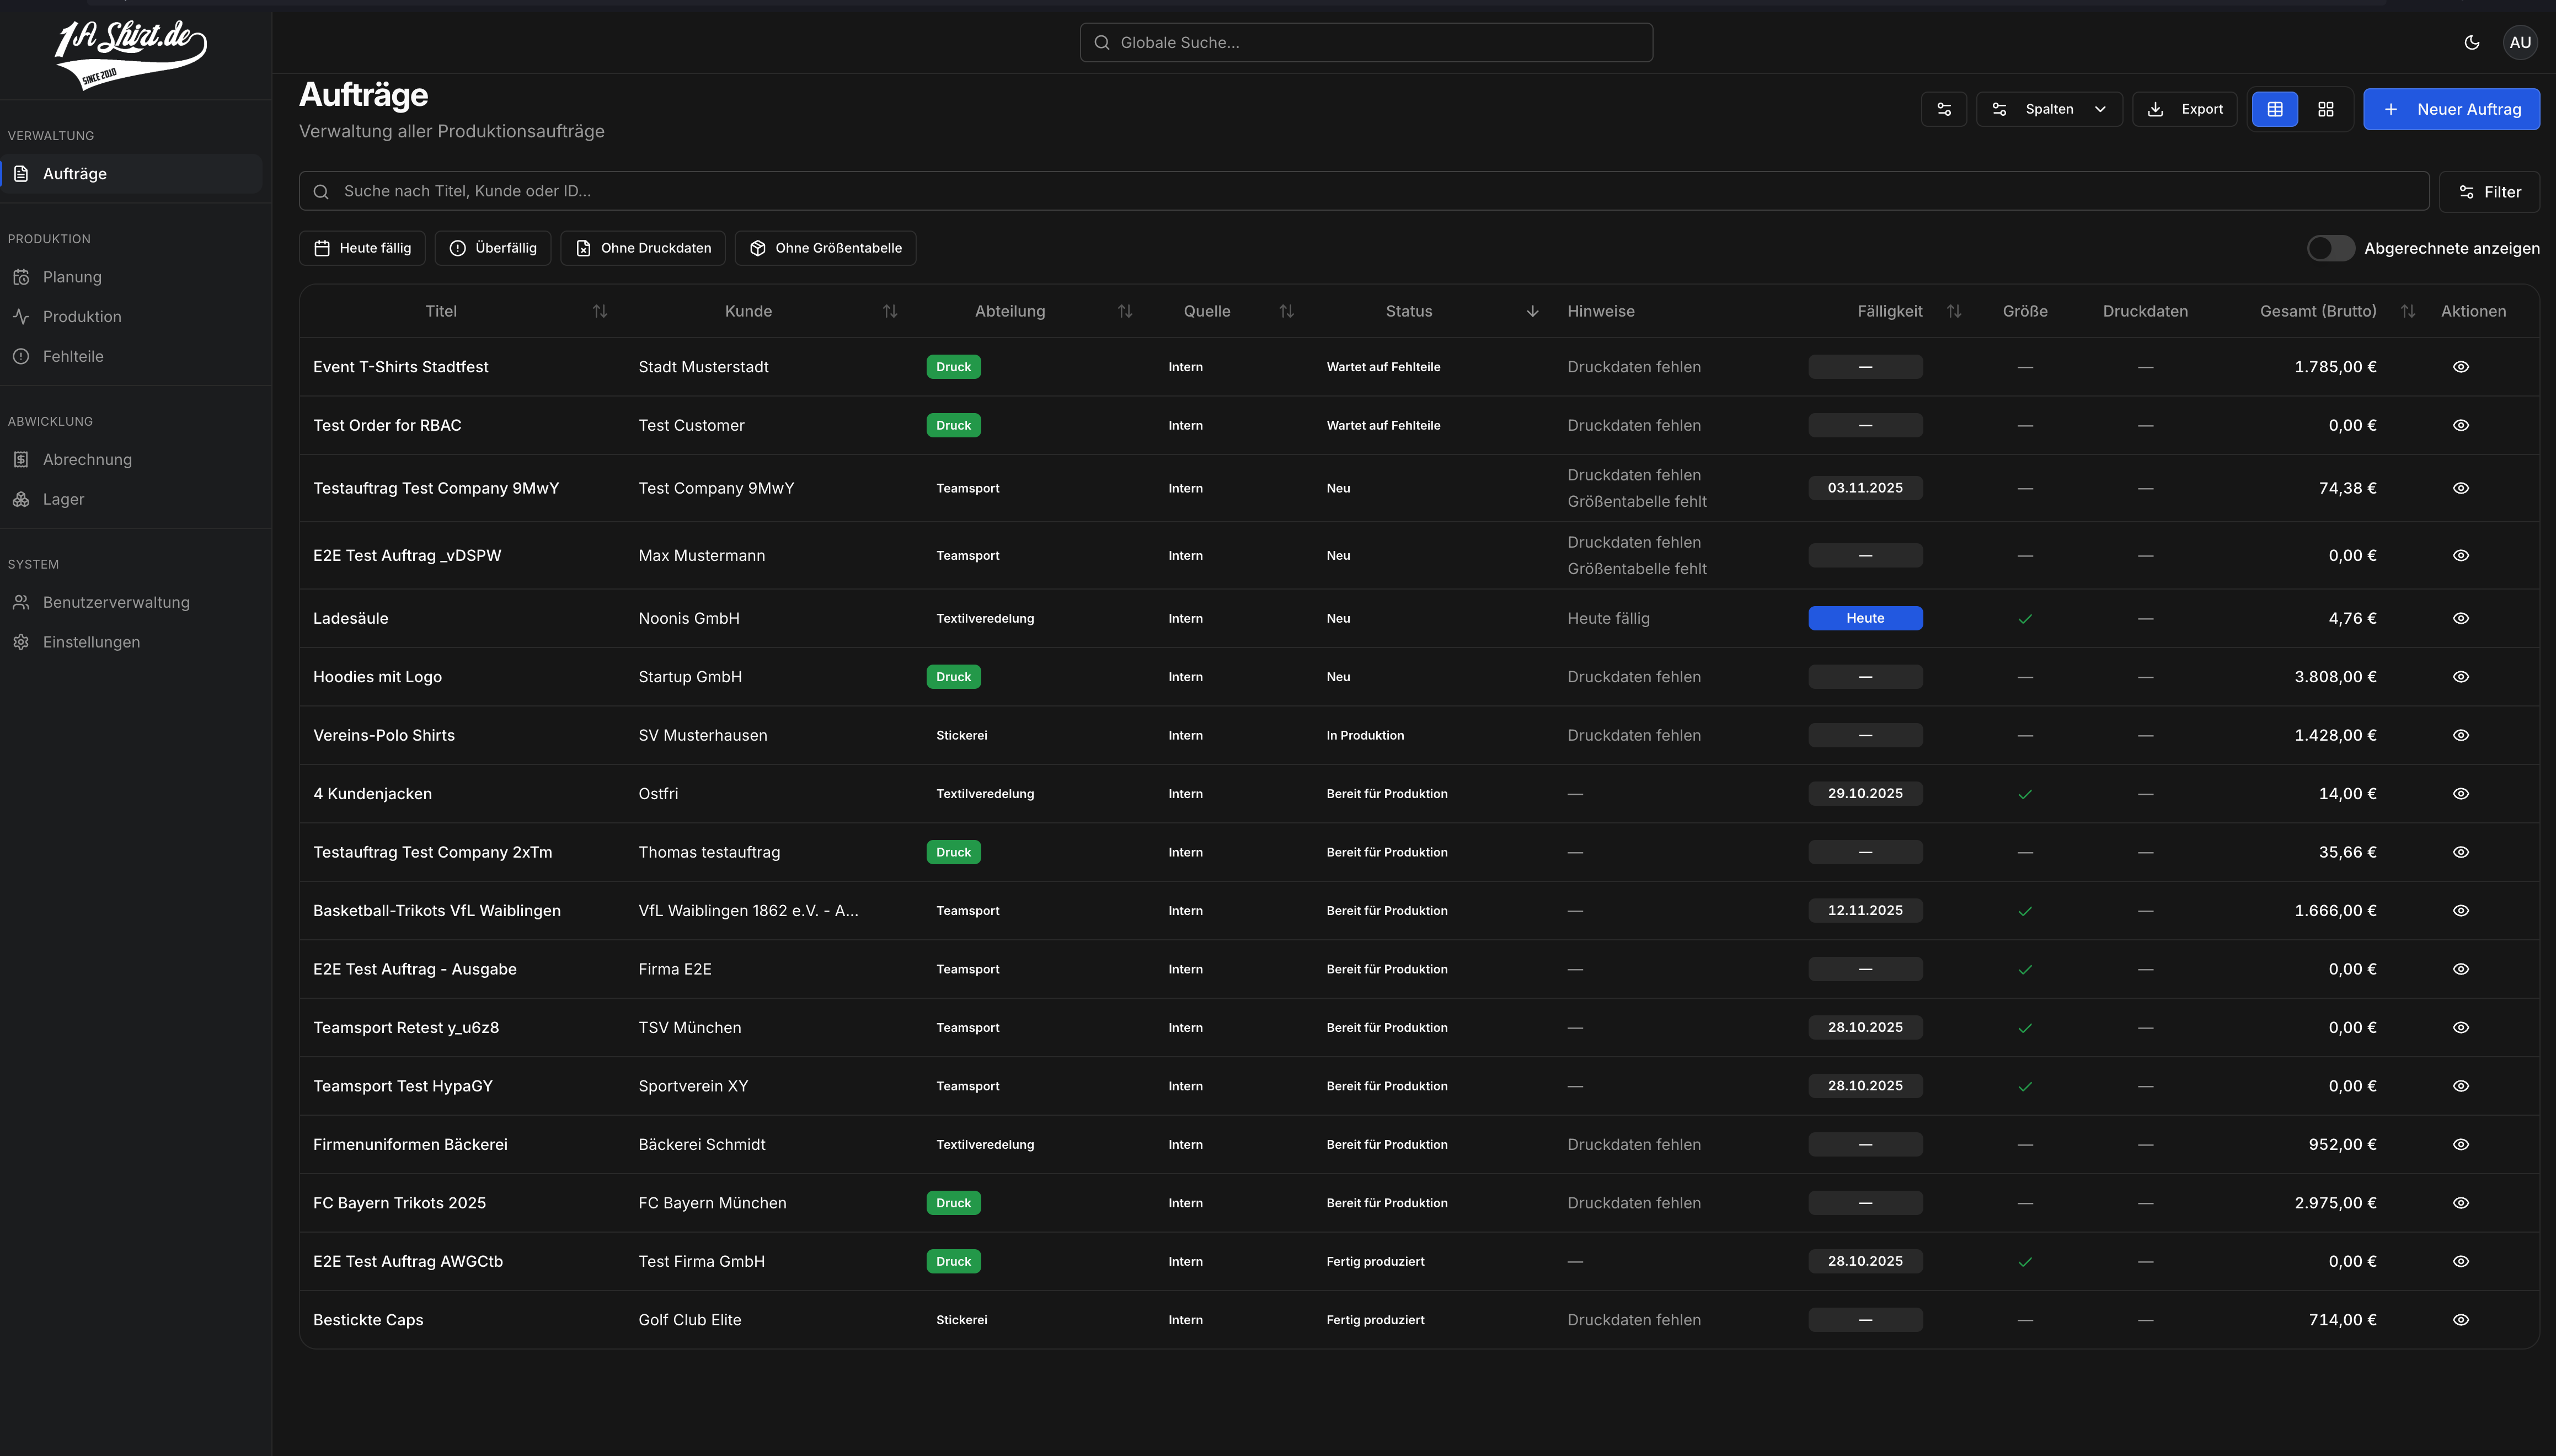 1A Shirt.de
SINCE 2010
Globale Suche...
AU
VERWALTUNG
Aufträge
PRODUKTION
Planung
Produktion
Fehlteile
ABWICKLUNG
Abrechnung
Lager
SYSTEM
Benutzerverwaltung
Einstellungen
Aufträge
Verwaltung aller Produktionsaufträge
Spalten Export Neuer Auftrag
Suche nach Titel, Kunde oder ID... Filter
Heute fällig Überfällig Ohne Druckdaten Ohne Größentabelle Abgerechnete anzeigen
Titel Kunde Abteilung Quelle Status Hinweise Fälligkeit Größe Druckdaten Gesamt (Brutto) Aktionen
Event T-Shirts Stadtfest Stadt Musterstadt Druck Intern Wartet auf Fehlteile Druckdaten fehlen — — — 1.785,00 €
Test Order for RBAC Test Customer Druck Intern Wartet auf Fehlteile Druckdaten fehlen — — — 0,00 €
Testauftrag Test Company 9MwY Test Company 9MwY Teamsport Intern Neu Druckdaten fehlen 03.11.2025 — — 74,38 €
Größentabelle fehlt
E2E Test Auftrag _vDSPW Max Mustermann Teamsport Intern Neu Druckdaten fehlen — — — 0,00 €
Größentabelle fehlt
Ladesäule Noonis GmbH Textilveredelung Intern Neu Heute fällig Heute ✓ — 4,76 €
Hoodies mit Logo Startup GmbH Druck Intern Neu Druckdaten fehlen — — — 3.808,00 €
Vereins-Polo Shirts SV Musterhausen Stickerei Intern In Produktion Druckdaten fehlen — — — 1.428,00 €
4 Kundenjacken Ostfri Textilveredelung Intern Bereit für Produktion — 29.10.2025 ✓ — 14,00 €
Testauftrag Test Company 2xTm Thomas testauftrag Druck Intern Bereit für Produktion — — — — 35,66 €
Basketball-Trikots VfL Waiblingen VfL Waiblingen 1862 e.V. - A... Teamsport Intern Bereit für Produktion — 12.11.2025 ✓ — 1.666,00 €
E2E Test Auftrag - Ausgabe Firma E2E Teamsport Intern Bereit für Produktion — — ✓ — 0,00 €
Teamsport Retest y_u6z8 TSV München Teamsport Intern Bereit für Produktion — 28.10.2025 ✓ — 0,00 €
Teamsport Test HypaGY Sportverein XY Teamsport Intern Bereit für Produktion — 28.10.2025 ✓ — 0,00 €
Firmenuniformen Bäckerei Bäckerei Schmidt Textilveredelung Intern Bereit für Produktion Druckdaten fehlen — — — 952,00 €
FC Bayern Trikots 2025 FC Bayern München Druck Intern Bereit für Produktion Druckdaten fehlen — — — 2.975,00 €
E2E Test Auftrag AWGCtb Test Firma GmbH Druck Intern Fertig produziert — 28.10.2025 ✓ — 0,00 €
Bestickte Caps Golf Club Elite Stickerei Intern Fertig produziert Druckdaten fehlen — — — 714,00 €